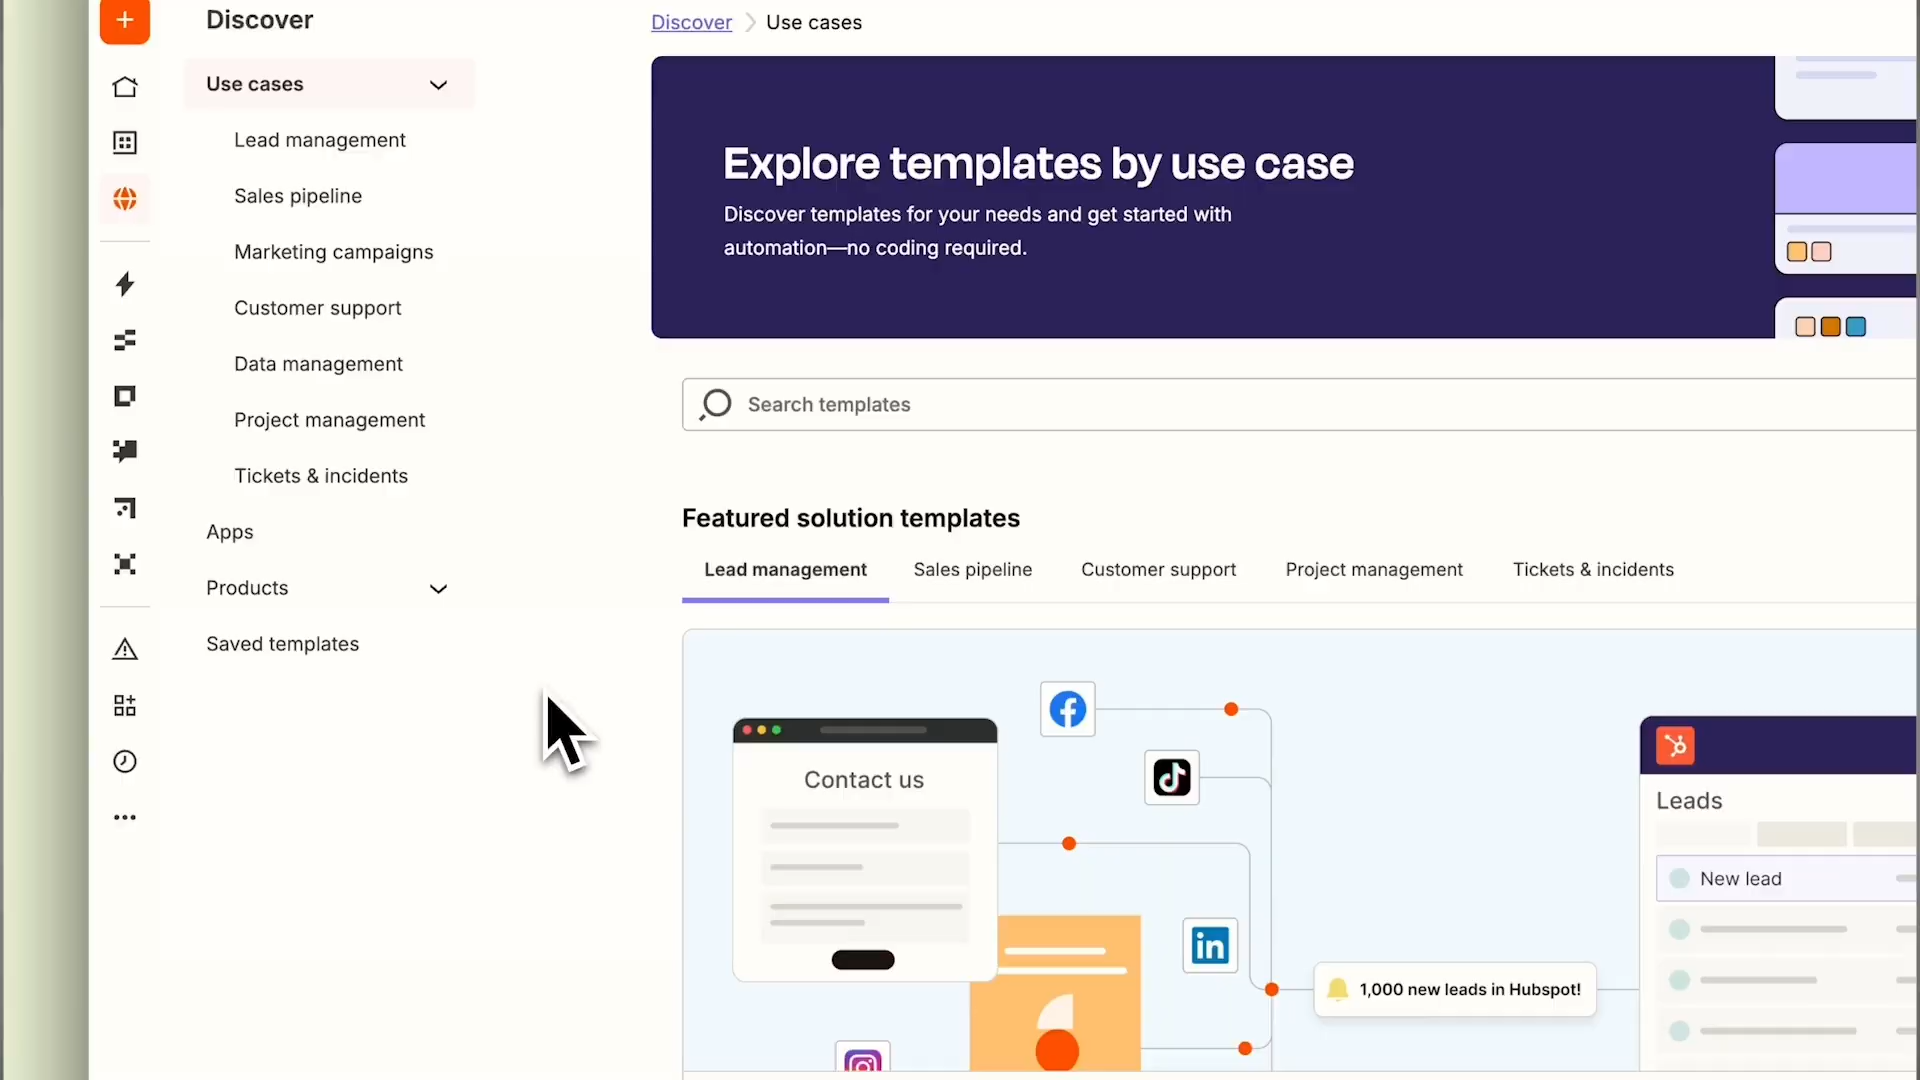 Discover
Use cases
Lead management
Sales pipeline
Marketing campaigns
Customer support
Data management
Project management
Tickets & incidents
Apps
Products
Saved templates
Discover
Use cases
Explore templates by use case
Discover templates for your needs and get started with
automation—no coding required.
Search templates
Featured solution templates
Lead management
Sales pipeline
Customer support
Project management
Tickets & incidents
Contact us
in
1,000 new leads in Hubspot!
Leads
New lead